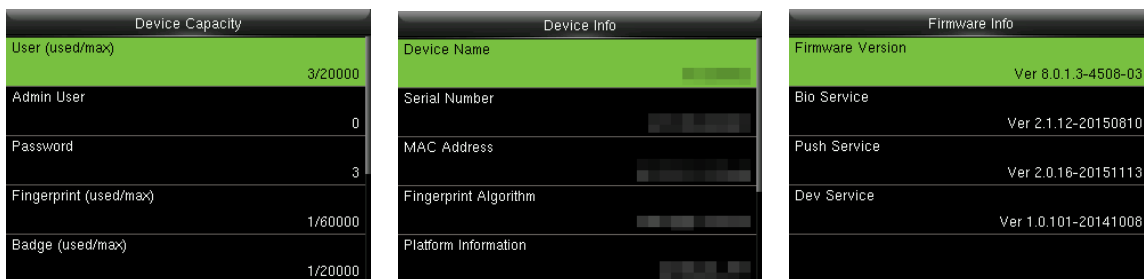 Device Capacity
User (used/max)
3/20000
Admin User
0
Password
3
Fingerprint (used/max)
1/60000
Badge (used/max)
1/20000
Device Info
Device Name
Serial Number
MAC Address
Fingerprint Algorithm
Platform Information
Firmware Info
Firmware Version
Ver 8.0.1.3-4508-03
Bio Service
Ver 2.1.12-20150810
Push Service
Ver 2.0.16-20151113
Dev Service
Ver 1.0.101-20141008